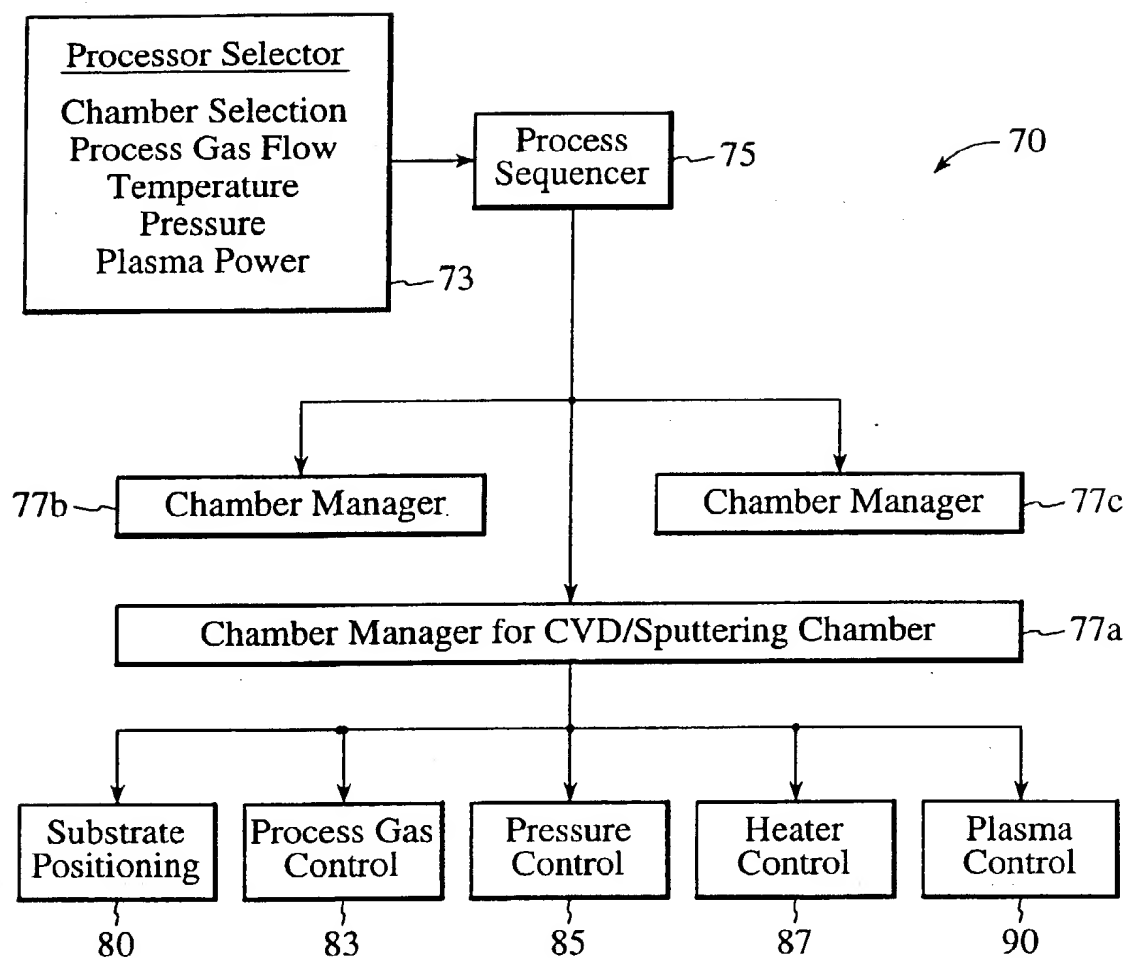 Processor Selector
Chamber Selection
Process Gas Flow
Temperature
Pressure
Plasma Power
73
Process
Sequencer
75
70
77b
Chamber Manager
Chamber Manager
77c
Chamber Manager for CVD/Sputtering Chamber
77a
Substrate
Positioning
Process Gas
Control
Pressure
Control
Heater
Control
Plasma
Control
80
83
85
87
90